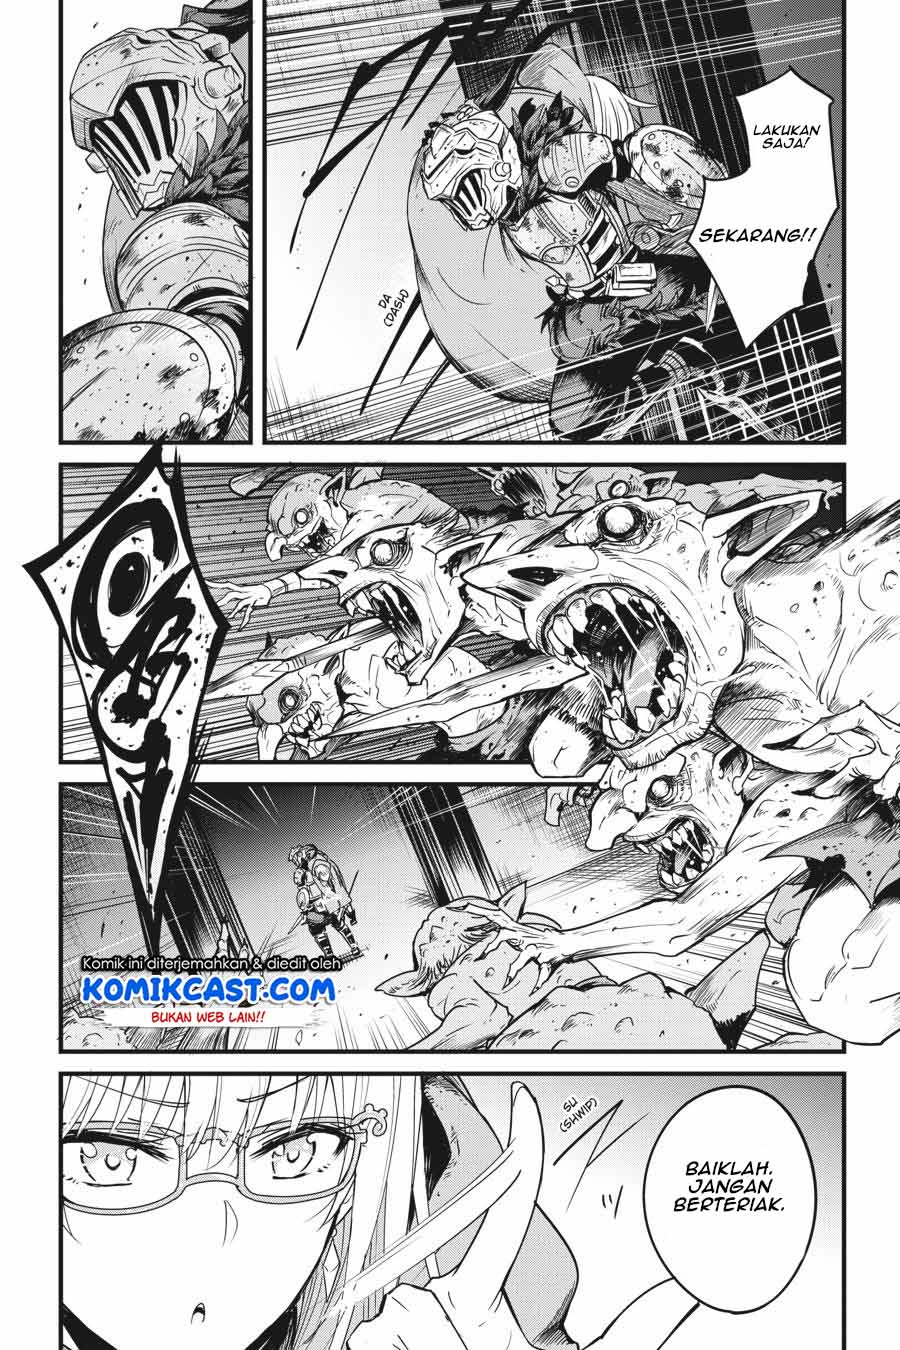 LAKUKAN
SAJA!
SEKARANG!!
DA
(DASH)
Komik ini diterjemahkan & diedit oleh
KOMIKCAST.COM
BUKAN WEB LAIN!!
SU
(SHWIP)
BAIKLAH.
JANGAN
BERTERIAK.